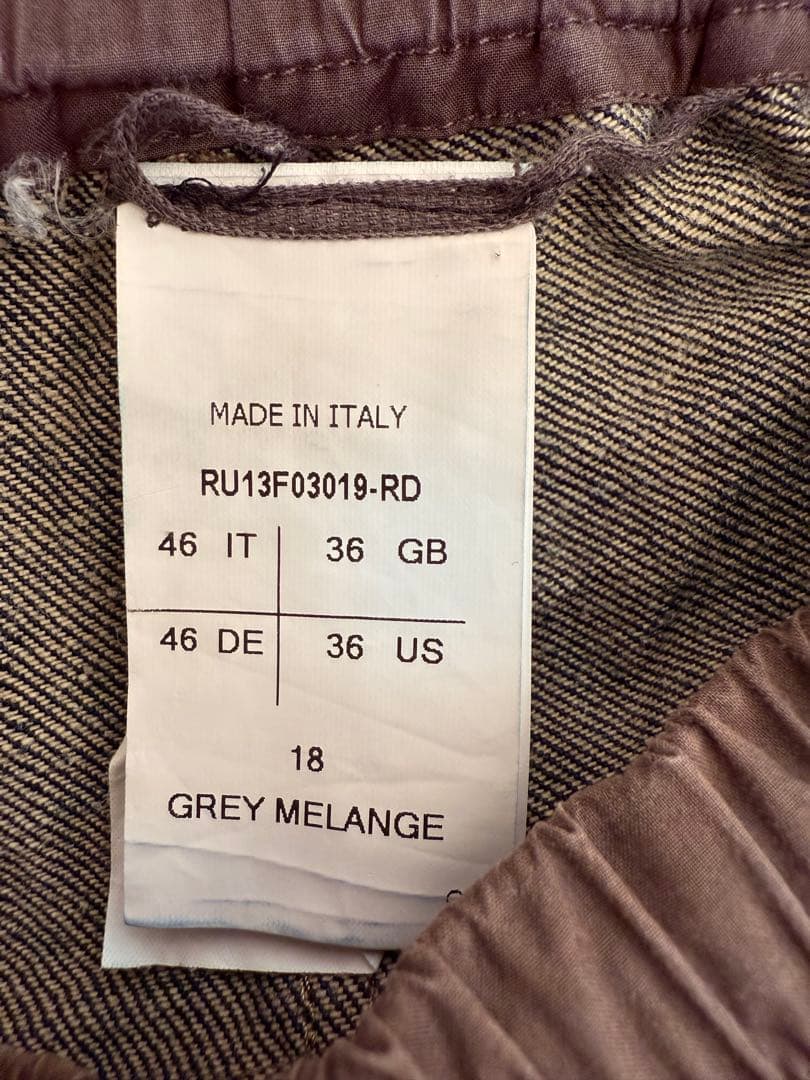 MADE IN ITALY
RU13F03019-RD
46 IT 36 GB
46 DE 36 US
18
GREY MELANGE